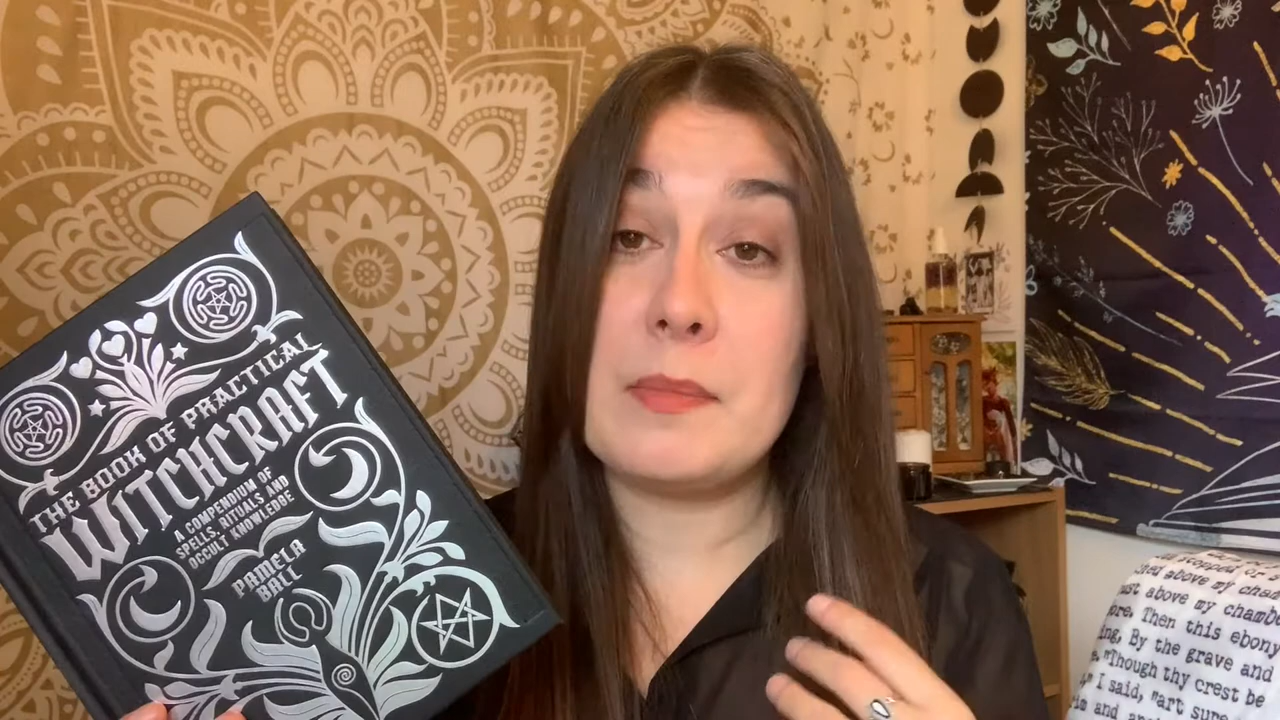 THE BOOK OF PRACTICAL
WITCHCRAFT
A COMPENDIUM OF
SPELLS, RITUALS AND
OCCULT KNOWLEDGE
PAMELA
BALL
above my
just above my chamber
Then this ebony
By the grave and
"Though thy crest be
I said, "art sure